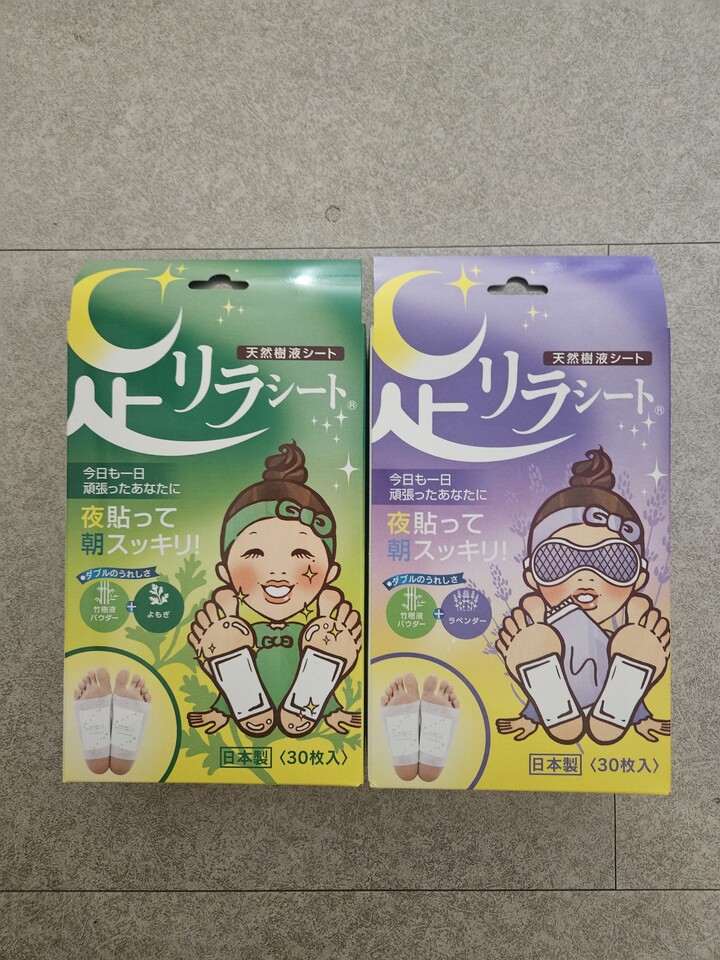 足リラシート®
天然樹液シート
今日も一日
頑張ったあなたに
夜貼って
朝スッキリ!
ダブルのうれしさ
竹樹液
パウダー
+
よもぎ
日本製
〈30枚入〉
足リラシート®
天然樹液シート
今日も一日
頑張ったあなたに
夜貼って
朝スッキリ!
ダブルのうれしさ
竹樹液
パウダー
+
ラベンダー
日本製
〈30枚入〉